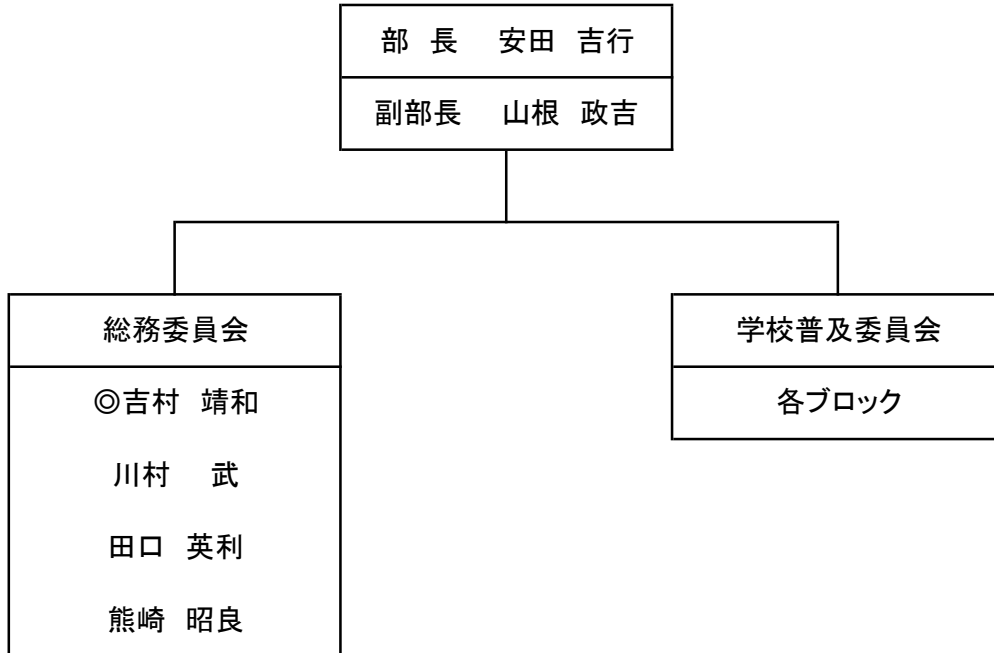 部 長 安田 吉行
副部長 山根 政吉
総務委員会
学校普及委員会
◎吉村 靖和
各ブロック
川村 武
田口 英利
熊崎 昭良